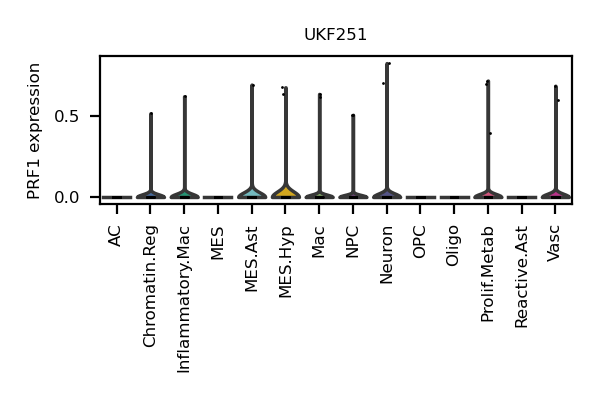 UKF251
PRF1 expression
0.5
0.0
AC
Chromatin.Reg
Inflammatory.Mac
MES
MES.Ast
MES.Hyp
Mac
NPC
Neuron
OPC
Oligo
Prolif.Metab
Reactive.Ast
Vasc